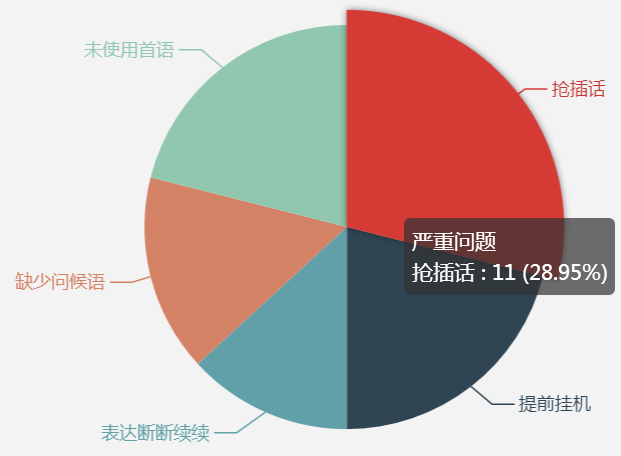 未使用首语
抢插话
严重问题
抢插话 : 11 (28.95%)
缺少问候语
提前挂机
表达断断续续